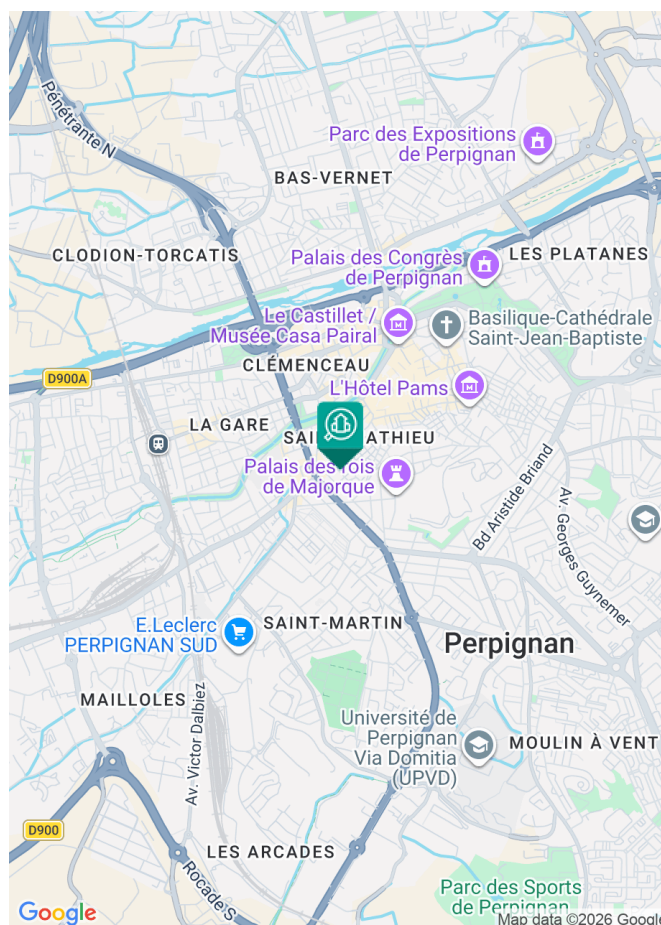 Pénétrante N
Parc des Expositions
de Perpignan
BAS-VERNET
CLODION-TORCATIS
Palais des Congrès
de Perpignan
LES PLATANES
Le Castillet /
Musée Casa Pairal
Basilique-Cathédrale
Saint-Jean-Baptiste
CLÉMENCEAU
D900A
L'Hôtel Pams
LA GARE
SAIN ATHIEU
Palais des rois
de Majorque
Bd Aristide Briand
Av. Georges Guynemer
E.Leclerc
PERPIGNAN SUD
SAINT-MARTIN
Perpignan
MAILLOLES
Av. Victor Dalbiez
Université de
Perpignan
Via Domitia
(UPVD)
MOULIN À VENT
D900
LES ARCADES
Rocade S
Parc des Sports
de Perpignan
Google
Map data ©2026 Google